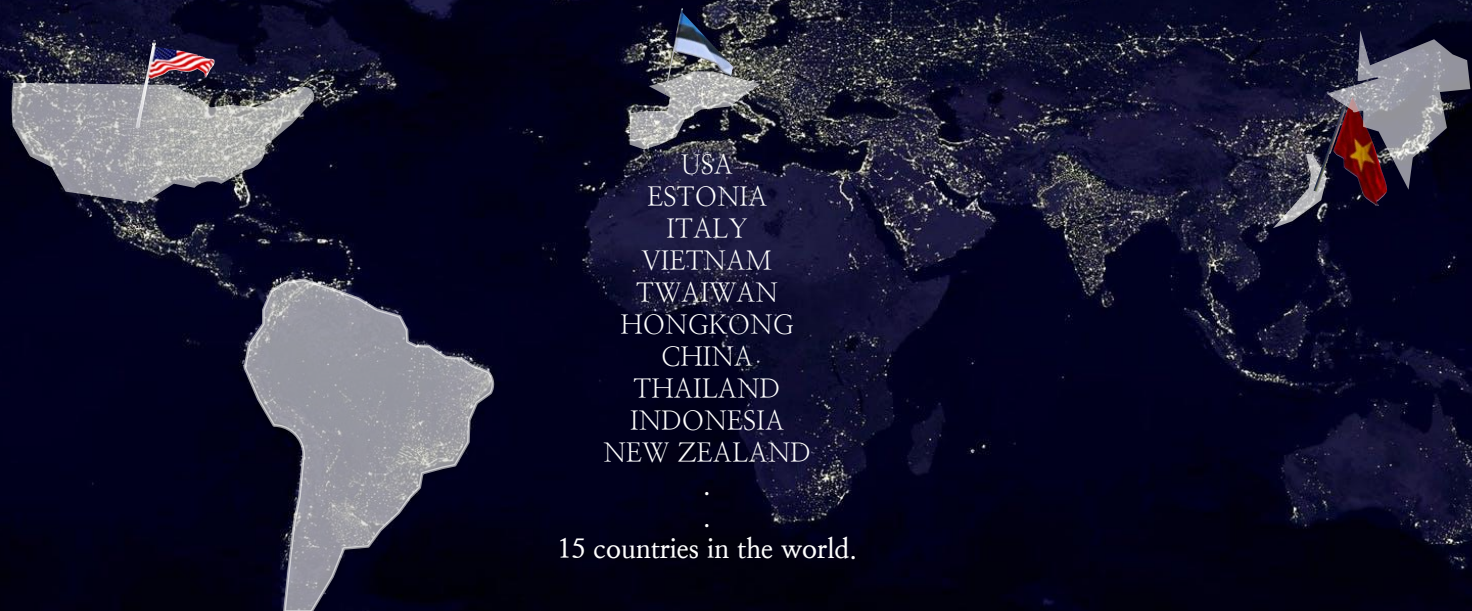 USA
ESTONIA
ITALY
VIETNAM
TWAIWAN
HONGKONG
CHINA
THAILAND
INDONESIA
NEW ZEALAND
.
.
15 countries in the world.